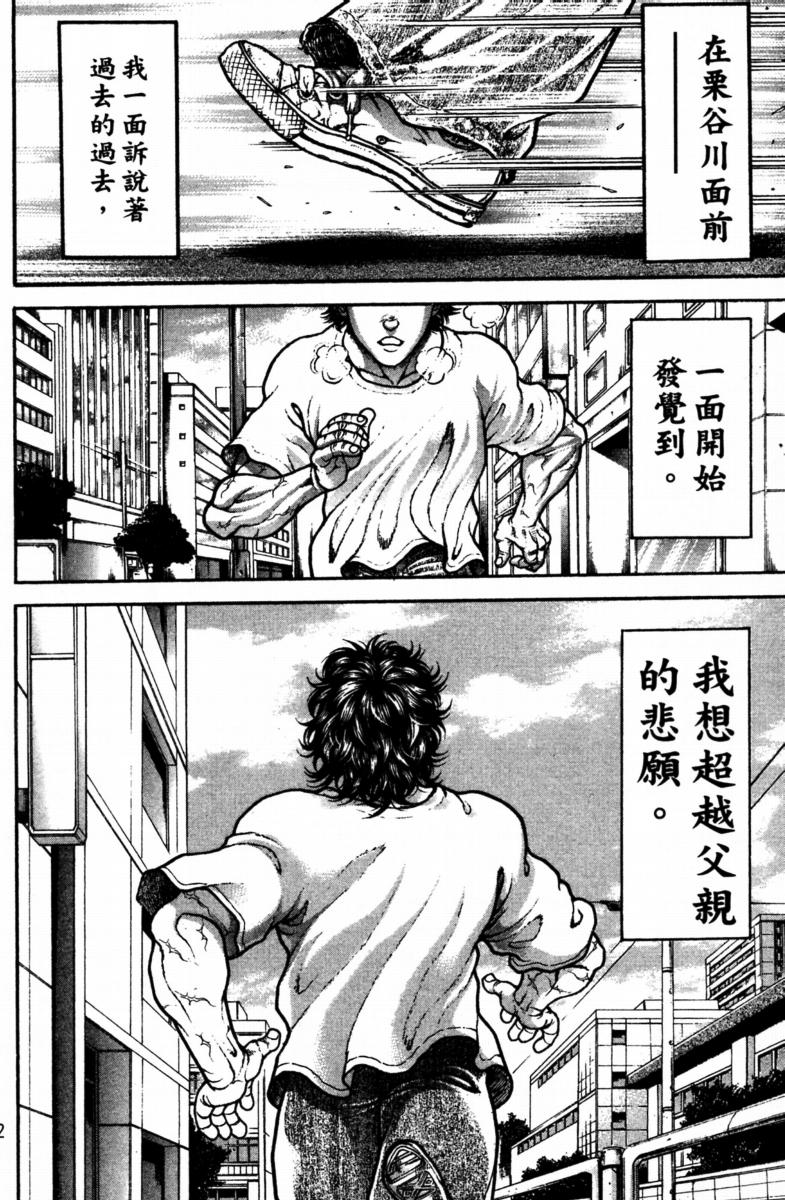 在栗谷川面前
——
我一面訴說著
過去的過去，
一面開始
發覺到。
我想超越父親
的悲願。
2